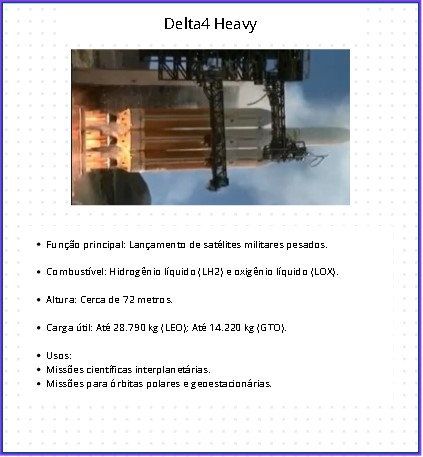 Delta4 Heavy
• Função principal: Lançamento de satélites militares pesados.
• Combustível: Hidrogênio líquido (LH2) e oxigênio líquido (LOX).
• Altura: Cerca de 72 metros.
• Carga útil: Até 28.790 kg (LEO); Até 14.220 kg (GTO).
• Usos:
• Missões científicas interplanetárias.
• Missões para órbitas polares e geoestacionárias.